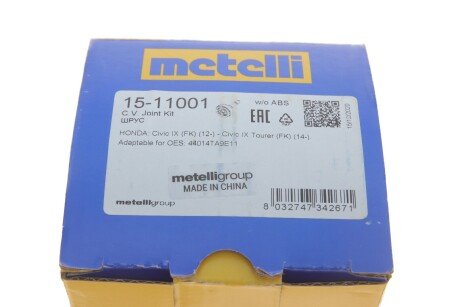 metelli
15-11001
w/o ABS
C.V. Joint Kit
ШРУС
EAC
HONDA: Civic IX (FK) (12-) - Civic IX Tourer (FK) (14-).
Adaptable for OES: 44014TA9E11
metelligroup
MADE IN CHINA
metelligroup
8 032747 342671